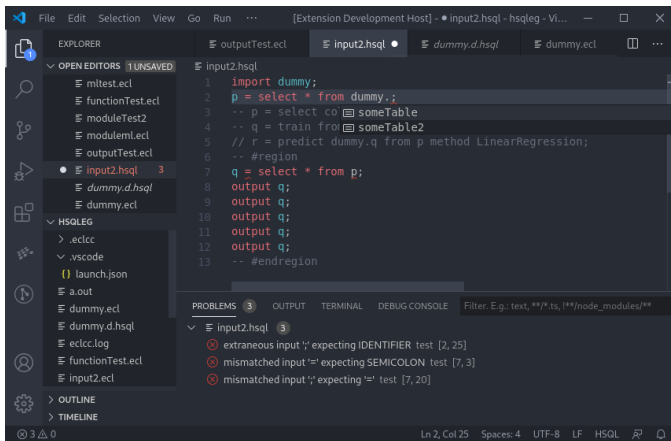 File Edit Selection View Go Run ··· [Extension Development Host] - ● input2.hsql - hsqleg - Vi...
EXPLORER
outputTest.ecl input2.hsql ● dummy.d.hsql dummy.ecl ···
OPEN EDITORS 1 UNSAVED
mltest.ecl
functionTest.ecl
moduleTest2
moduleml.ecl
outputTest.ecl
● input2.hsql 3
dummy.d.hsql
dummy.ecl
HSQLEG
.eclcc
.vscode
{} launch.json
a.out
dummy.ecl
dummy.d.hsql
eclcc.log
functionTest.ecl
input2.ecl
OUTLINE
TIMELINE
1
input2.hsql
1 import dummy;
2 p = select * from dummy.;
3 -- p = select co someTable
4 -- q = train fro someTable2
5 // r = predict dummy.q from p method LinearRegression;
6 -- #region
7 q = select * from p;
8 output q;
9 output q;
10 output q;
11 output q;
12 output q;
13 -- #endregion
PROBLEMS 3 OUTPUT TERMINAL DEBUG CONSOLE Filter. E.g.: text, **/*.ts, !**/node_modules/**
input2.hsql 3
extraneous input ';' expecting IDENTIFIER test [2, 25]
mismatched input '=' expecting SEMICOLON test [7, 3]
mismatched input ';' expecting '=' test [7, 20]
3 0 Ln 2, Col 25 Spaces: 4 UTF-8 LF HSQL